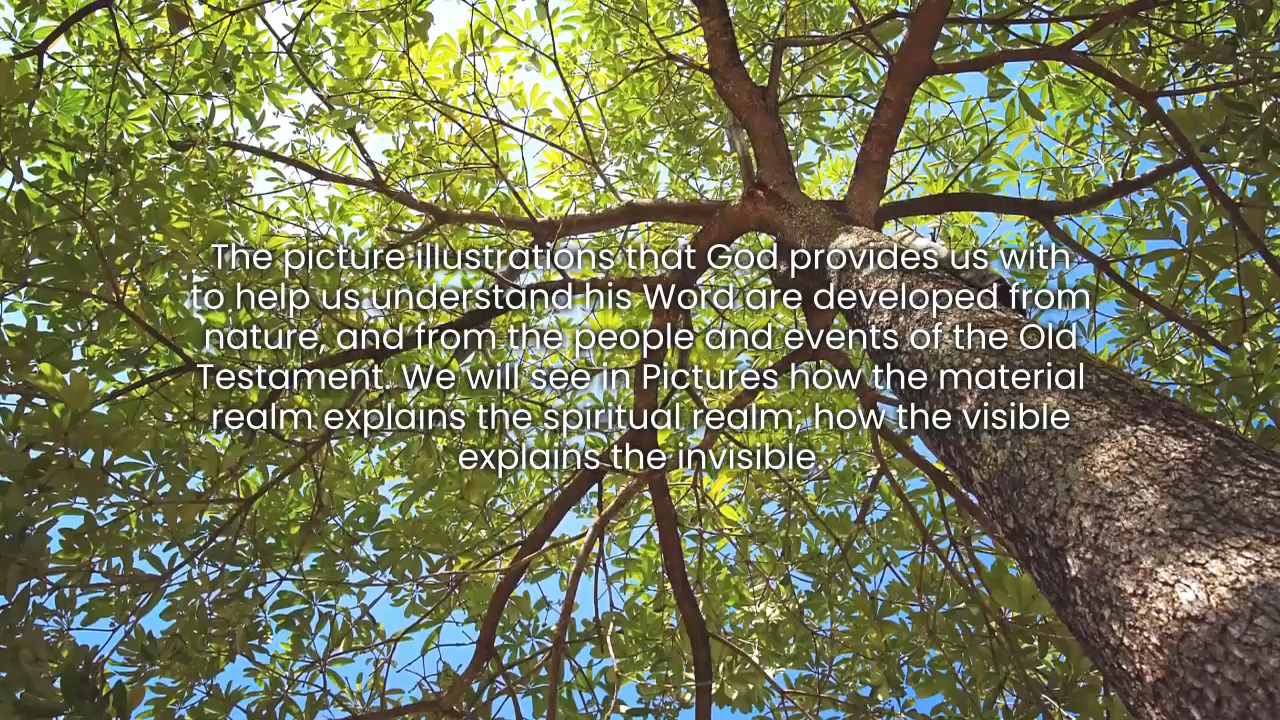 The picture illustrations that God provides us with
to help us understand his Word are developed from
nature, and from the people and events of the Old
Testament. We will see in Pictures how the material
realm explains the spiritual realm; how the visible
explains the invisible